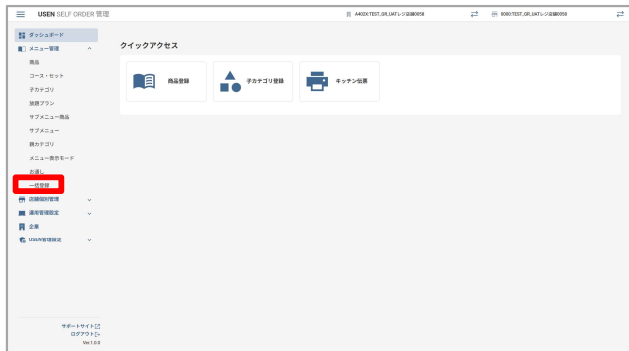 USEN SELF ORDER 管理
A402X:TEST_GR_UATレジ店舗0058
0000:TEST_GR_UATレジ店舗0058
ダッシュボード
メニュー管理
商品
コース・セット
子カテゴリ
放題プラン
サブメニュー商品
サブメニュー
親カテゴリ
メニュー表示モード
お通し
一括登録
店舗個別管理
運用管理設定
企業
USEN管理設定
クイックアクセス
商品登録
子カテゴリ登録
キッチン伝票
サポートサイト
ログアウト
Ver.1.0.0